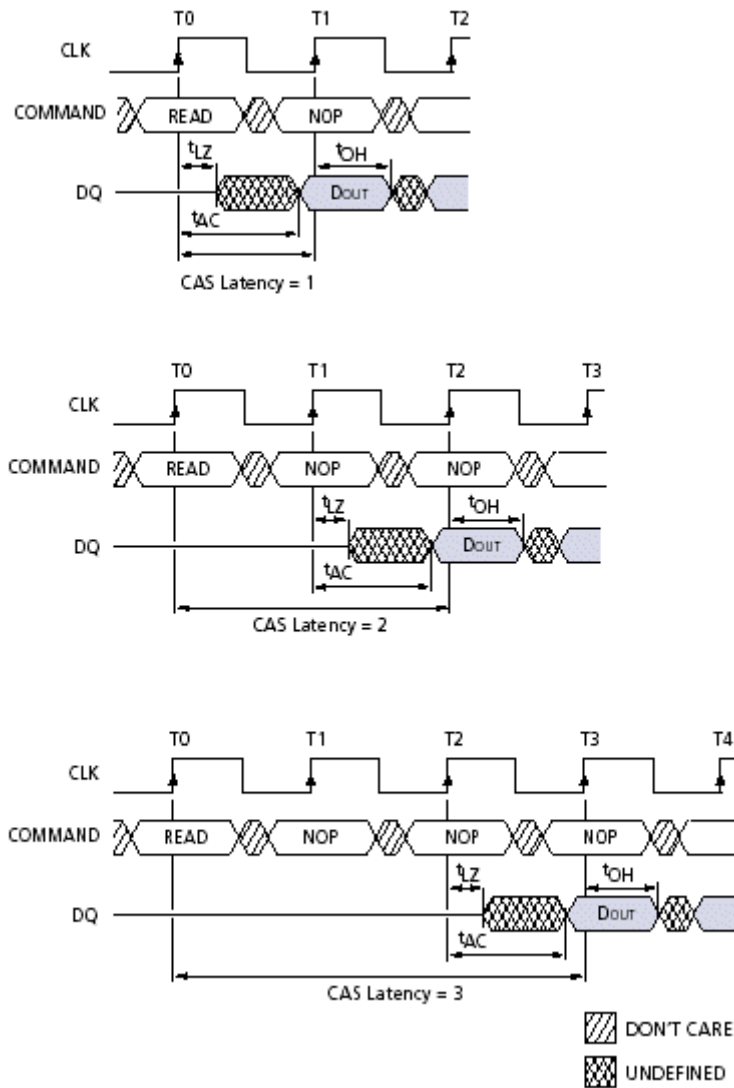 T0 T1 T2
CLK
COMMAND READ NOP
tLZ tOH
DQ DOUT
tAC
CAS Latency = 1
T0 T1 T2 T3
CLK
COMMAND READ NOP NOP
tLZ tOH
DQ DOUT
tAC
CAS Latency = 2
T0 T1 T2 T3 T4
CLK
COMMAND READ NOP NOP NOP
tLZ tOH
DQ DOUT
tAC
CAS Latency = 3
DON'T CARE
UNDEFINED